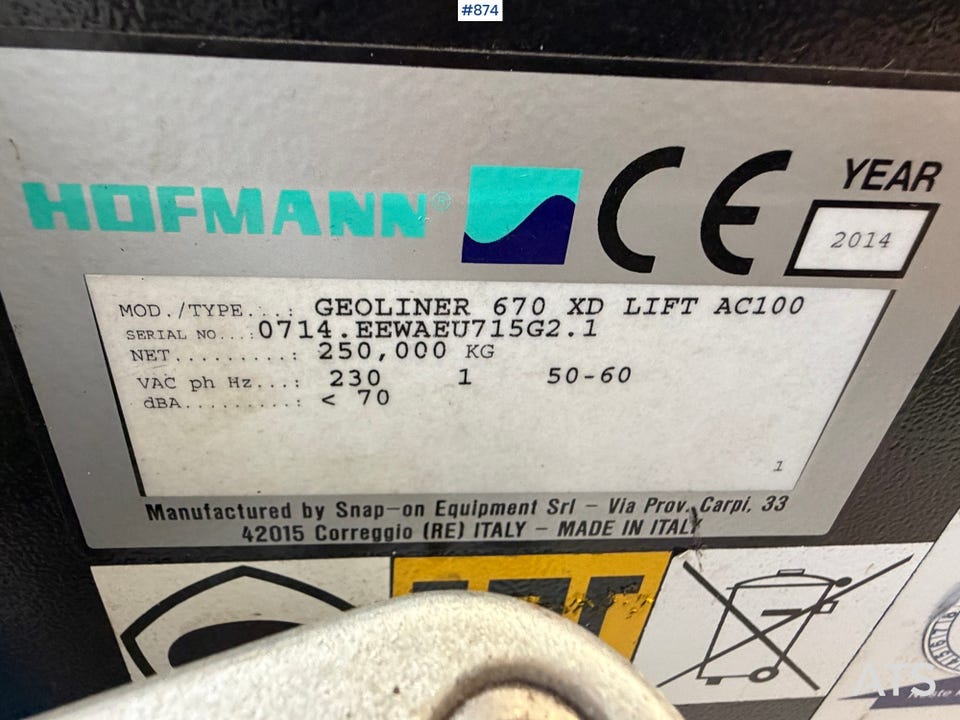 #874
HOFMANN®
CE
YEAR
2014
MOD./TYPE...: GEOLINER 670 XD LIFT AC100
SERIAL NO...:0714.EEWAEU715G2.1
NET.........: 250,000 KG
VAC ph Hz...: 230 1 50-60
dBA.........: < 70
1
Manufactured by Snap-on Equipment Srl - Via Prov. Carpi, 33
42015 Correggio (RE) ITALY - MADE IN ITALY
ATS